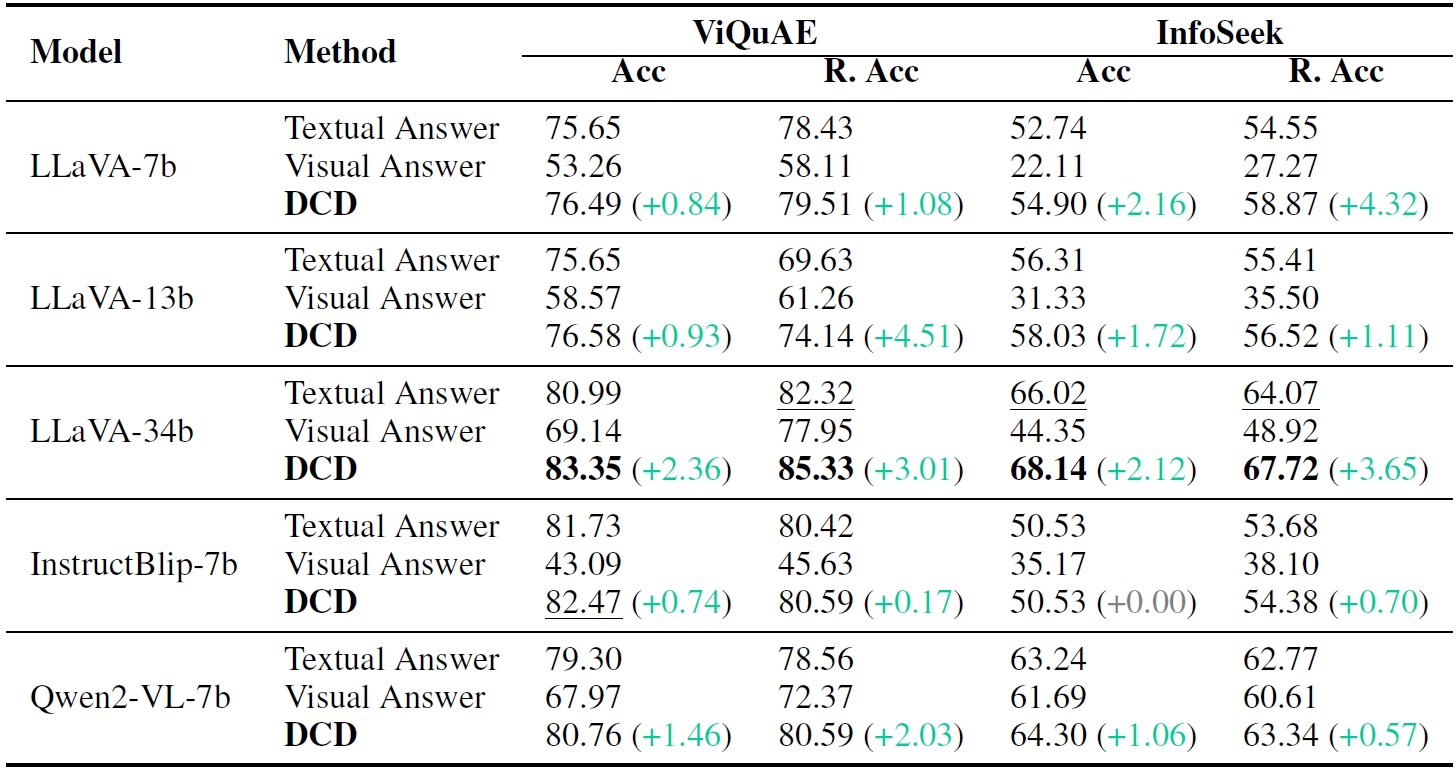 Model Method ViQuAE InfoSeek
Acc R. Acc Acc R. Acc
Textual Answer 75.65 78.43 52.74 54.55
LLaVA-7b Visual Answer 53.26 58.11 22.11 27.27
DCD 76.49 (+0.84) 79.51 (+1.08) 54.90 (+2.16) 58.87 (+4.32)
Textual Answer 75.65 69.63 56.31 55.41
LLaVA-13b Visual Answer 58.57 61.26 31.33 35.50
DCD 76.58 (+0.93) 74.14 (+4.51) 58.03 (+1.72) 56.52 (+1.11)
Textual Answer 80.99 82.32 66.02 64.07
LLaVA-34b Visual Answer 69.14 77.95 44.35 48.92
DCD 83.35 (+2.36) 85.33 (+3.01) 68.14 (+2.12) 67.72 (+3.65)
Textual Answer 81.73 80.42 50.53 53.68
InstructBlip-7b Visual Answer 43.09 45.63 35.17 38.10
DCD 82.47 (+0.74) 80.59 (+0.17) 50.53 (+0.00) 54.38 (+0.70)
Textual Answer 79.30 78.56 63.24 62.77
Qwen2-VL-7b Visual Answer 67.97 72.37 61.69 60.61
DCD 80.76 (+1.46) 80.59 (+2.03) 64.30 (+1.06) 63.34 (+0.57)